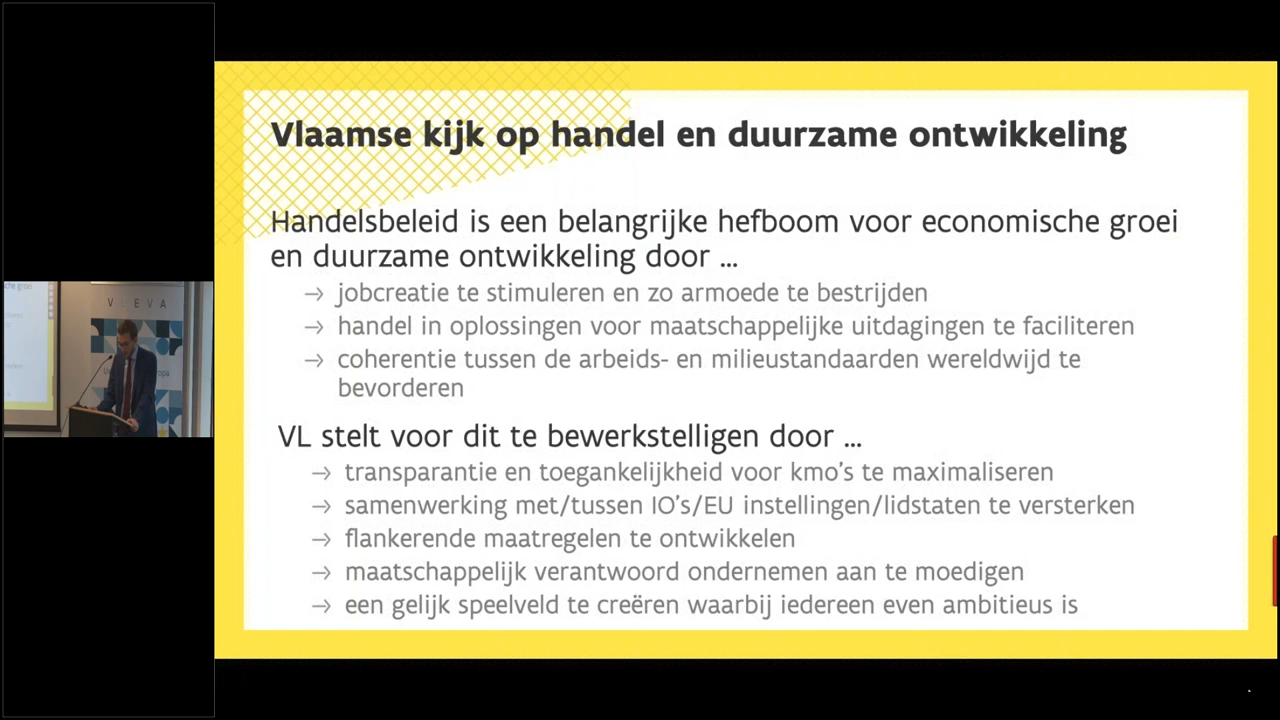 Vlaamse kijk op handel en duurzame ontwikkeling
Handelsbeleid is een belangrijke hefboom voor economische groei
en duurzame ontwikkeling door ...
→ jobcreatie te stimuleren en zo armoede te bestrijden
→ handel in oplossingen voor maatschappelijke uitdagingen te faciliteren
→ coherentie tussen de arbeids- en milieustandaarden wereldwijd te
bevorderen
VL stelt voor dit te bewerkstelligen door ...
→ transparantie en toegankelijkheid voor kmo’s te maximaliseren
→ samenwerking met/tussen IO’s/EU instellingen/lidstaten te versterken
→ flankerende maatregelen te ontwikkelen
→ maatschappelijk verantwoord ondernemen aan te moedigen
→ een gelijk speelveld te creëren waarbij iedereen even ambitieus is
VLEVA